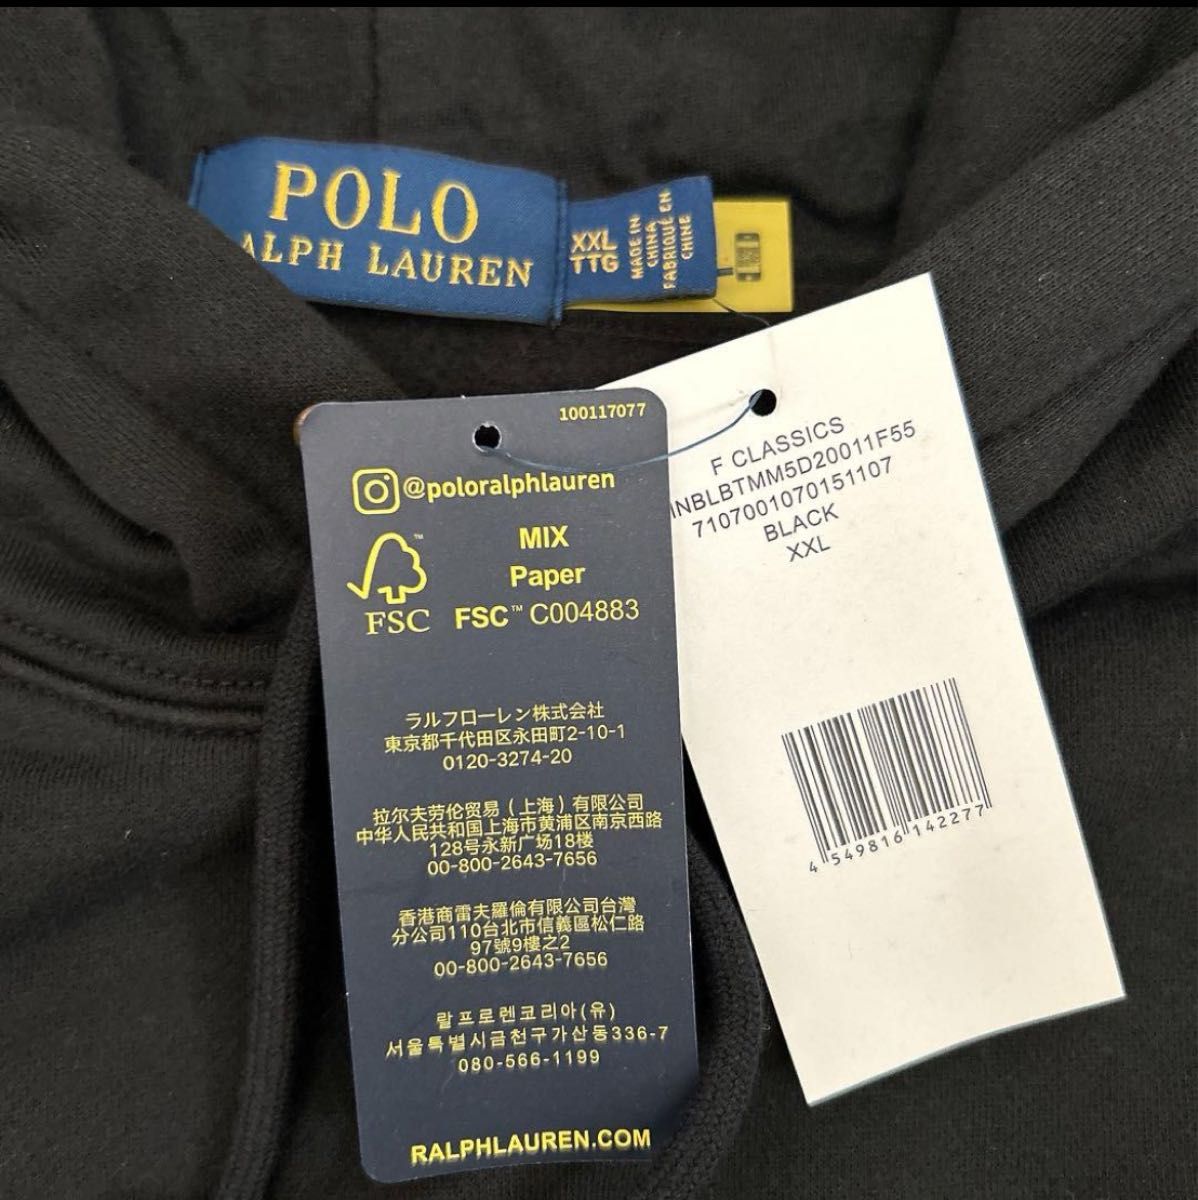 POLO
ALPH LAUREN
XXL
TTG
MADE IN
CHINA
FABRIQUÉ EN
CHINE
100117077
@poloralphlauren
MIX
Paper
FSC™ C004883
FSC
ラルフローレン株式会社
東京都千代田区永田町2-10-1
0120-3274-20
拉尔夫劳伦贸易（上海）有限公司
中华人民共和国上海市黄浦区南京西路
128号永新广场18楼
00-800-2643-7656
香港商雷夫羅倫有限公司台灣
分公司110台北市信義區松仁路
97號9樓之2
00-800-2643-7656
랄프로렌코리아(유)
서울특별시금천구가산동336-7
080-566-1199
RALPHLAUREN.COM
F CLASSICS
NBLBTMM5D20011F55
7107001070151107
BLACK
XXL
4 549816 142277